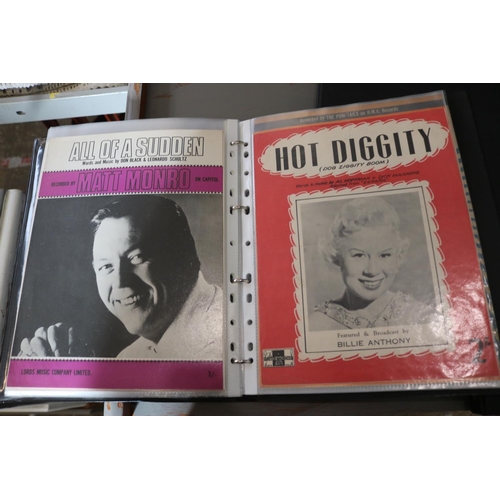 ALL OF A SUDDEN
Words and Music by DON BLACK & LEONARDO SCHULTZ
RECORDED BY MATT MONRO ON CAPITOL
LORRIS MUSIC COMPANY LIMITED
HOT DIGGITY
(DOG ZIGGITY BOOM)
Featured & Broadcast by
BILLIE ANTHONY